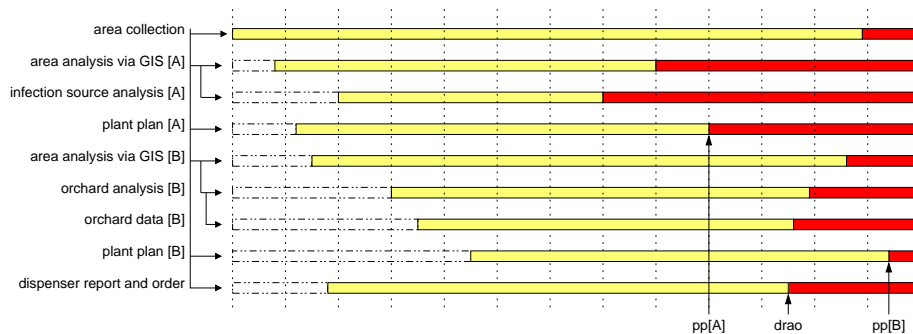 area collection
area analysis via GIS [A]
infection source analysis [A]
plant plan [A]
area analysis via GIS [B]
orchard analysis [B]
orchard data [B]
plant plan [B]
dispenser report and order
pp[A] drao pp[B]